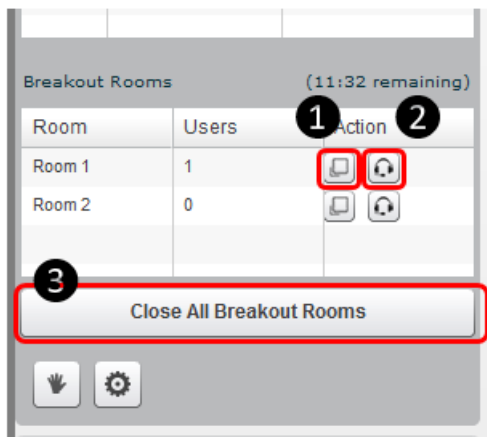 Breakout Rooms (11:32 remaining)
1 2
Room Users Action
Room 1 1
Room 2 0
3
Close All Breakout Rooms